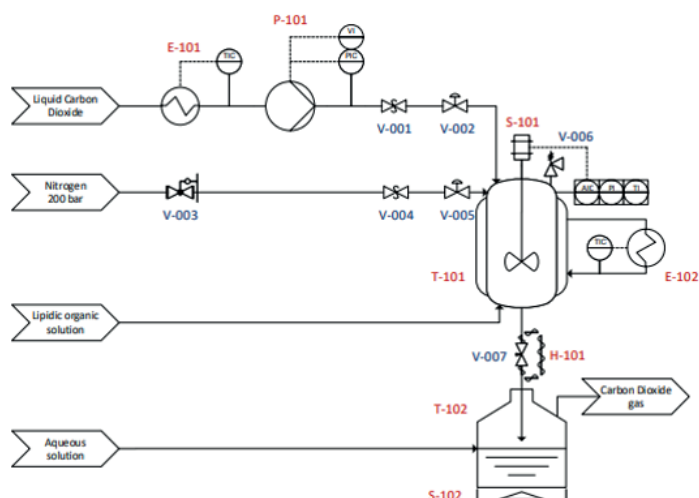 P-101
VI
E-101
TIC
PIC
Liquid Carbon
Dioxide
V-001
V-002
S-101
V-006
Nitrogen
200 bar
V-003
V-004
V-005
AIC
PI
TI
TIC
T-101
E-102
Lipidic organic
solution
V-007
H-101
Carbon Dioxide
gas
T-102
Aqueous
solution
S-102